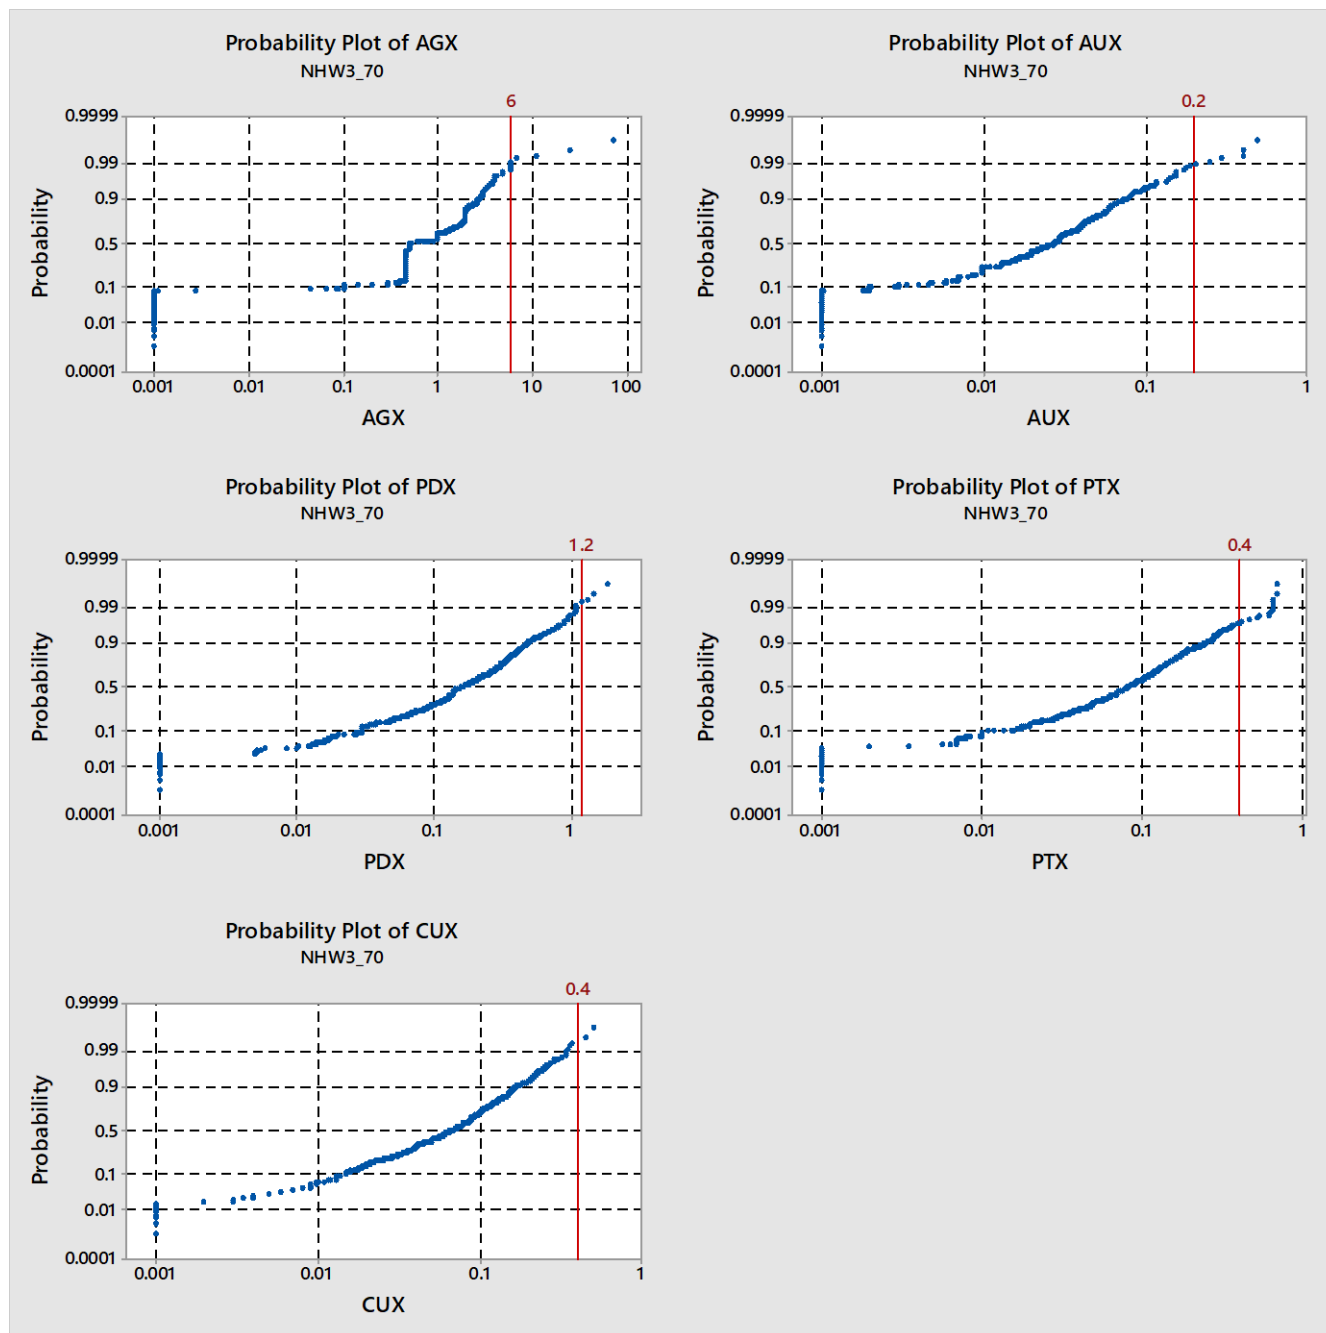 Probability Plot of AGX
NHW3_70
6
0.9999
0.99
0.9
0.5
0.1
0.01
0.0001
Probability
0.001 0.01 0.1 1 10 100
AGX
Probability Plot of AUX
NHW3_70
0.2
0.9999
0.99
0.9
0.5
0.1
0.01
0.0001
Probability
0.001 0.01 0.1 1
AUX
Probability Plot of PDX
NHW3_70
1.2
0.9999
0.99
0.9
0.5
0.1
0.01
0.0001
Probability
0.001 0.01 0.1 1
PDX
Probability Plot of PTX
NHW3_70
0.4
0.9999
0.99
0.9
0.5
0.1
0.01
0.0001
Probability
0.001 0.01 0.1 1
PTX
Probability Plot of CUX
NHW3_70
0.4
0.9999
0.99
0.9
0.5
0.1
0.01
0.0001
Probability
0.001 0.01 0.1 1
CUX